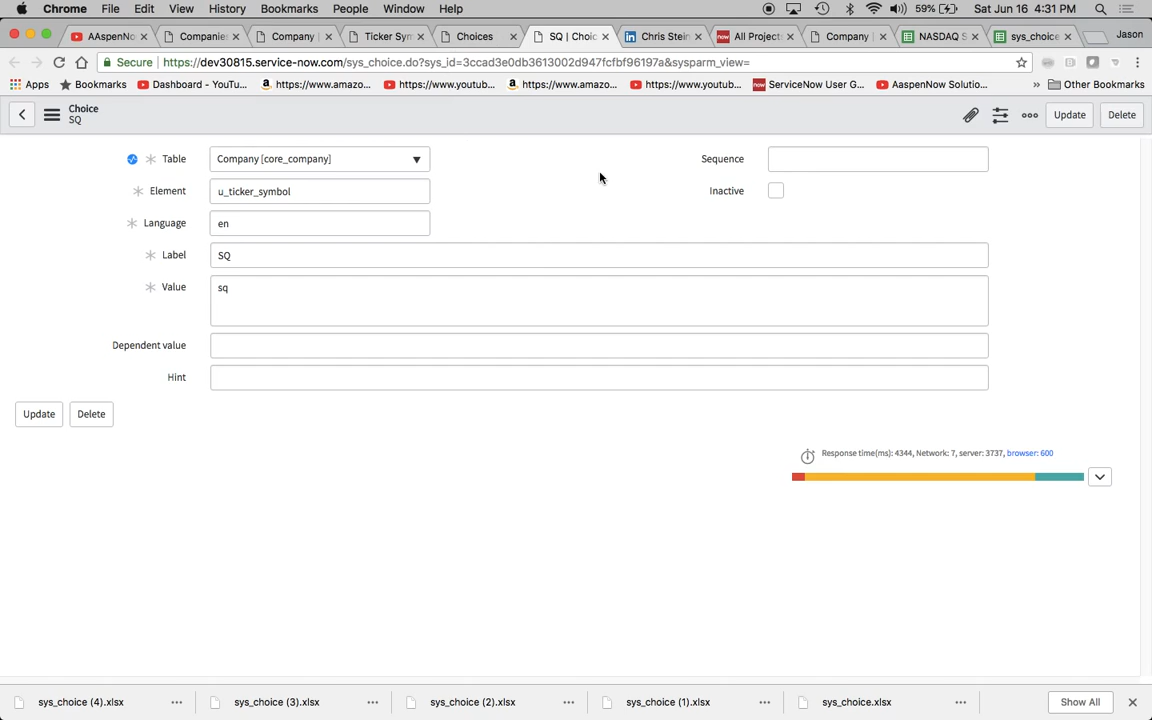 Chrome File Edit View History Bookmarks People Window Help 59% Sat Jun 16 4:31 PM
AAspenNo Companies Company | Ticker Sym Choices SQ | Choic Chris Stein All Project Company | NASDAQ S sys_choice Jason
Secure | https://dev30815.service-now.com/sys_choice.do?sys_id=3ccad3e0db3613002d947fcfbf96197a&sysparm_view=
Apps Bookmarks Dashboard - YouTu... https://www.amazo... https://www.youtub... https://www.amazo... https://www.youtub... ServiceNow User G... AaspenNow Solutio... » Other Bookmarks
Choice
SQ
Update Delete
Table Company [core_company] Sequence
Element u_ticker_symbol Inactive
Language en
Label SQ
Value sq
Dependent value
Hint
Update Delete
Response time(ms): 4344, Network: 7, server: 3737, browser: 600
sys_choice (4).xlsx sys_choice (3).xlsx sys_choice (2).xlsx sys_choice (1).xlsx sys_choice.xlsx Show All